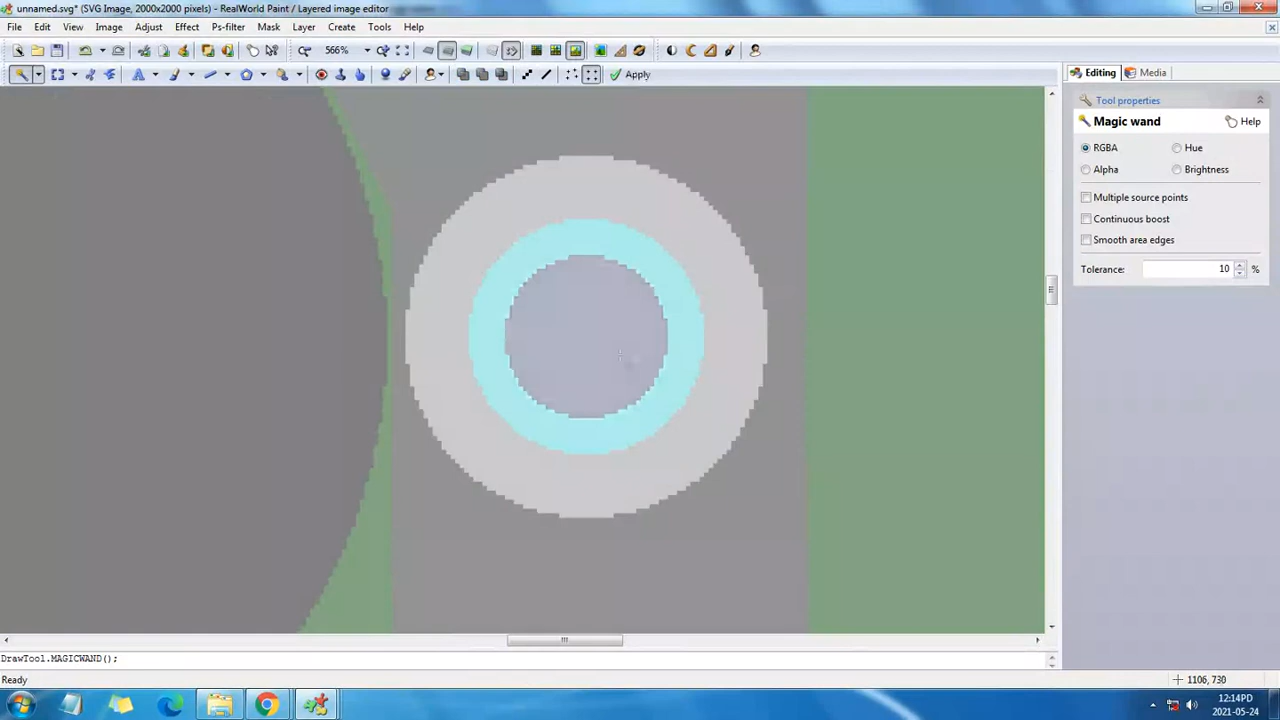 unnamed.svg* (SVG Image, 2000x2000 pixels) - RealWorld Paint / Layered image editor
File View Undo Image Adjust Effect Ps-filter Mask Layer Create Tools Help
566%
Apply
Editing Media
Tool properties
Magic wand Help
RGBA Hue
Alpha Brightness
Multiple source points
Continuous boost
Smooth area edges
Tolerance: 10 %
DrawTool.MAGICWAND();
Ready 1106, 730
12:14PD
2021-05-24